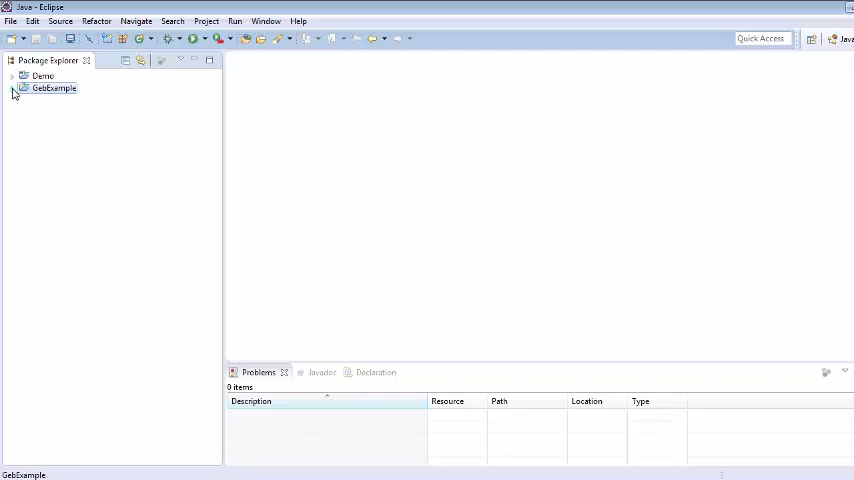 Java - Eclipse
File Edit Source Refactor Navigate Search Project Run Window Help
Quick Access Java
Package Explorer
Demo
GebExample
Problems @ Javadoc Declaration
0 items
Description Resource Path Location Type
GebExample